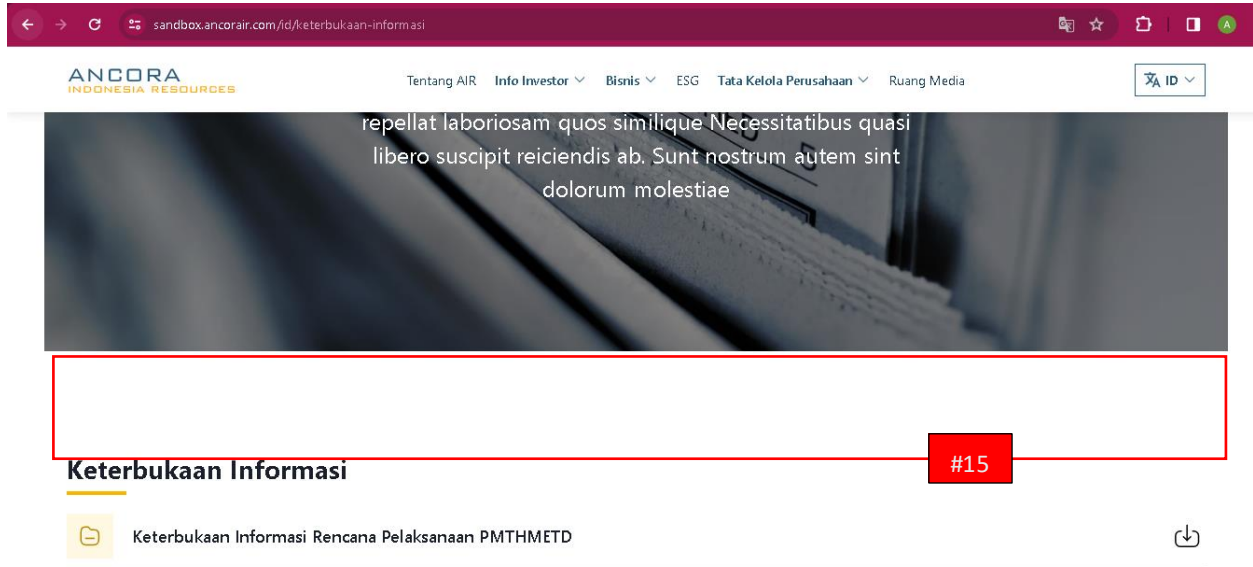 sandbox.ancorair.com/id/keterbukaan-informasi
A
ANCORA
INDONESIA RESOURCES
Tentang AIR Info Investor Bisnis ESG Tata Kelola Perusahaan Ruang Media
ID
repellat laboriosam quos similique Necessitatibus quasi
libero suscipit reiciendis ab. Sunt nostrum autem sint
dolorum molestiae
#15
Keterbukaan Informasi
Keterbukaan Informasi Rencana Pelaksanaan PMTHMETD